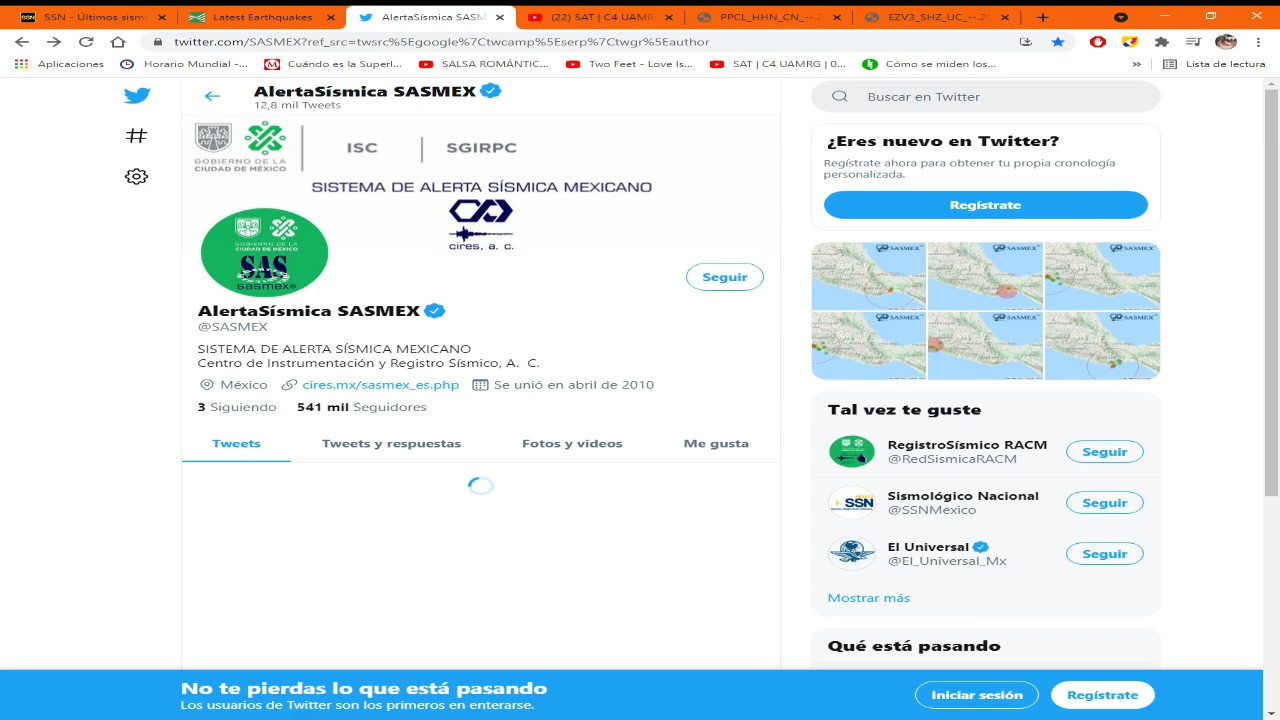 SSN - Últimos sism
Latest Earthquakes
AlertaSísmica SASM
(22) SAT | C4 UAMR
PPCL_HHN_CN_--.2
EZV3_SHZ_UC_--.20
twitter.com/SASMEX?ref_src=twsrc%5Egoogle%7Ctwcamp%5Eserp%7Ctwgr%5Eauthor
Aplicaciones
Horario Mundial -...
Cuándo es la Superl...
SALSA ROMÁNTIC...
Two Feet - Love Is...
SAT | C4 UAMRG | 0...
Cómo se miden los...
»
Lista de lectura
AlertaSísmica SASMEX
12,8 mil Tweets
GOBIERNO DE LA
CIUDAD DE MÉXICO
ISC
SGIRPC
SISTEMA DE ALERTA SÍSMICA MEXICANO
cires, a. c.
GOBIERNO DE LA
CIUDAD DE MÉXICO
SAS
sasmex®
Seguir
AlertaSísmica SASMEX
@SASMEX
SISTEMA DE ALERTA SÍSMICA MEXICANO
Centro de Instrumentación y Registro Sísmico, A. C.
México
cires.mx/sasmex_es.php
Se unió en abril de 2010
3 Siguiendo
541 mil Seguidores
Tweets
Tweets y respuestas
Fotos y videos
Me gusta
Buscar en Twitter
¿Eres nuevo en Twitter?
Regístrate ahora para obtener tu propia cronología
personalizada.
Regístrate
SASMEX
SASMEX
SASMEX
SASMEX
SASMEX
SASMEX
Tal vez te guste
RegistroSísmico RACM
@RedSismicaRACM
Seguir
SSN
Sismológico Nacional
@SSNMexico
Seguir
El Universal
@El_Universal_Mx
Seguir
Mostrar más
Qué está pasando
No te pierdas lo que está pasando
Los usuarios de Twitter son los primeros en enterarse.
Iniciar sesión
Regístrate